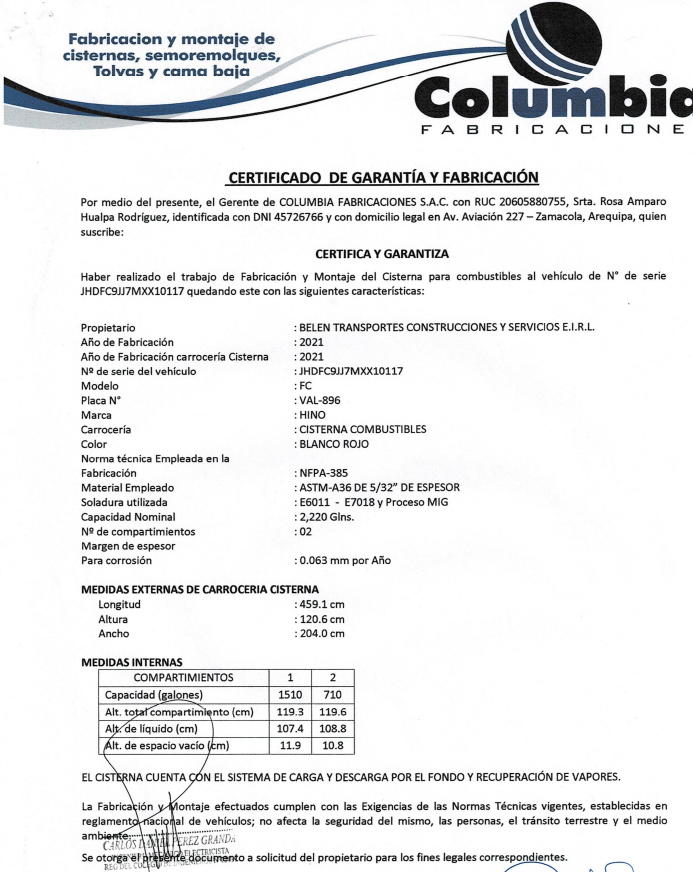 Fabricacion y montaje de
cisternas, semoremolques,
Tolvas y cama baja
Columbia
FABRICACIONE
CERTIFICADO DE GARANTÍA Y FABRICACIÓN
Por medio del presente, el Gerente de COLUMBIA FABRICACIONES S.A.C. con RUC 20605880755, Srta. Rosa Amparo
Hualpa Rodríguez, identificada con DNI 45726766 y con domicilio legal en Av. Aviación 227 – Zamacola, Arequipa, quien
suscribe:
CERTIFICA Y GARANTIZA
Haber realizado el trabajo de Fabricación y Montaje del Cisterna para combustibles al vehículo de N° de serie
JHDFC9JJ7MXX10117 quedando este con las siguientes características:
Propietario : BELEN TRANSPORTES CONSTRUCCIONES Y SERVICIOS E.I.R.L.
Año de Fabricación : 2021
Año de Fabricación carrocería Cisterna : 2021
Nº de serie del vehículo : JHDFC9JJ7MXX10117
Modelo : FC
Placa N° : VAL-896
Marca : HINO
Carrocería : CISTERNA COMBUSTIBLES
Color : BLANCO ROJO
Norma técnica Empleada en la
Fabricación : NFPA-385
Material Empleado : ASTM-A36 DE 5/32" DE ESPESOR
Soladura utilizada : E6011 - E7018 y Proceso MIG
Capacidad Nominal : 2,220 Glns.
Nº de compartimientos : 02
Margen de espesor
Para corrosión : 0.063 mm por Año
MEDIDAS EXTERNAS DE CARROCERIA CISTERNA
Longitud : 459.1 cm
Altura : 120.6 cm
Ancho : 204.0 cm
MEDIDAS INTERNAS
COMPARTIMIENTOS 1 2
Capacidad (galones) 1510 710
Alt. total compartimiento (cm) 119.3 119.6
Alt. de líquido (cm) 107.4 108.8
Alt. de espacio vacío (cm) 11.9 10.8
EL CISTERNA CUENTA CON EL SISTEMA DE CARGA Y DESCARGA POR EL FONDO Y RECUPERACIÓN DE VAPORES.
La Fabricación y Montaje efectuados cumplen con las Exigencias de las Normas Técnicas vigentes, establecidas en
reglamento nacional de vehículos; no afecta la seguridad del mismo, las personas, el tránsito terrestre y el medio
ambiente.
CARLOS DANIEL PEREZ GRANDA
Se otorga el presente documento a solicitud del propietario para los fines legales correspondientes.